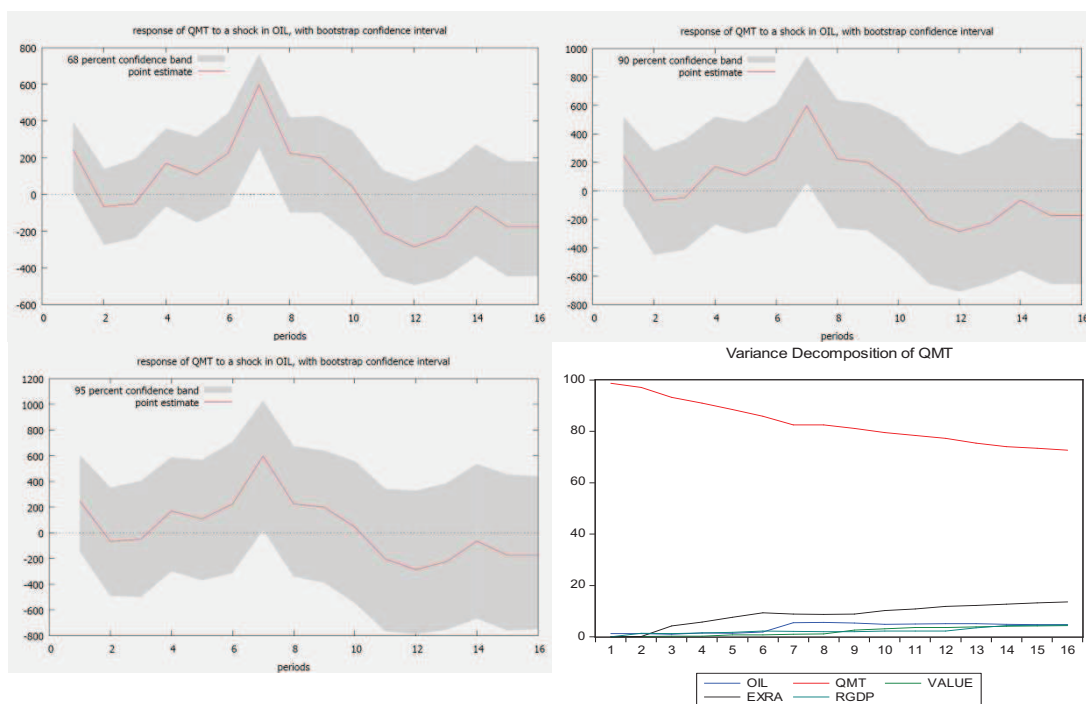 response of QMT to a shock in OIL, with bootstrap confidence interval
800
600
400
200
0
-200
-400
-600
68 percent confidence band
point estimate
0 2 4 6 8 10 12 14 16
periods
response of QMT to a shock in OIL, with bootstrap confidence interval
1000
800
600
400
200
0
-200
-400
-600
-800
90 percent confidence band
point estimate
0 2 4 6 8 10 12 14 16
periods
response of QMT to a shock in OIL, with bootstrap confidence interval
1200
1000
800
600
400
200
0
-200
-400
-600
-800
95 percent confidence band
point estimate
0 2 4 6 8 10 12 14 16
periods
Variance Decomposition of QMT
100
80
60
40
20
0
1 2 3 4 5 6 7 8 9 10 11 12 13 14 15 16
OIL QMT VALUE
EXRA RGDP